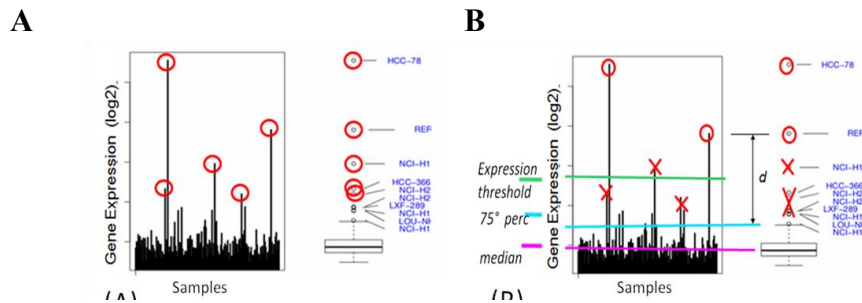 A
B
Gene Expression (log2)
HCC-78
REF
NCI-H1
HCC-366
NCI-H2
NCI-H2
LXF-289
NCI-H1
LOU-NI
NCI-H1
Samples
(A)
Gene Expression (log2)
Expression
threshold
75° perc
median
d
HCC-78
REF
NCI-H1
HCC-366
NCI-H2
NCI-H2
LXF-289
NCI-H1
LOU-NI
NCI-H1
Samples
(B)